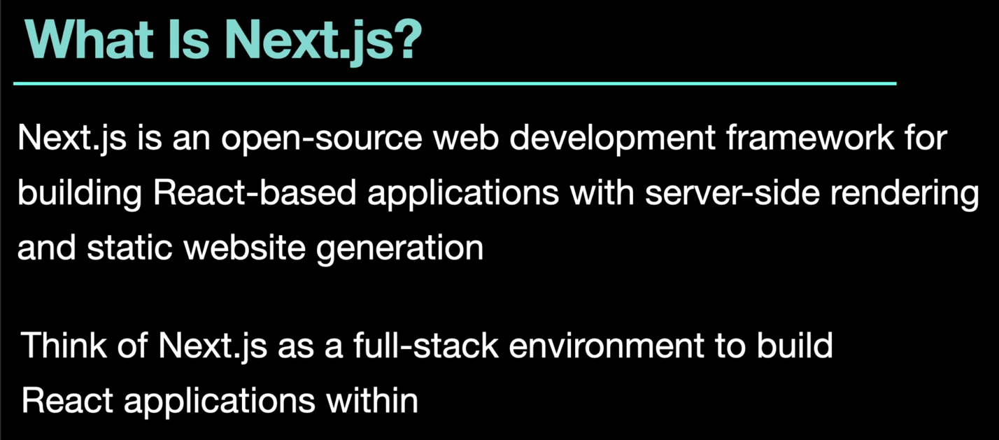 What Is Next.js?
Next.js is an open-source web development framework for
building React-based applications with server-side rendering
and static website generation
Think of Next.js as a full-stack environment to build
React applications within